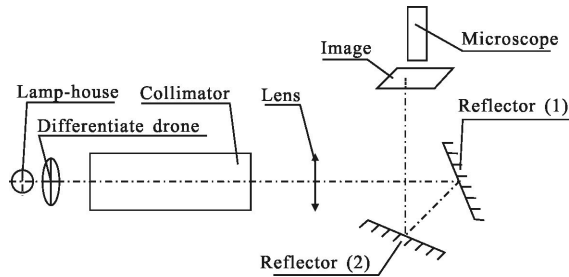 Microscope
Image
Lamp-house
Collimator
Lens
Reflector (1)
Differentiate drone
Reflector (2)